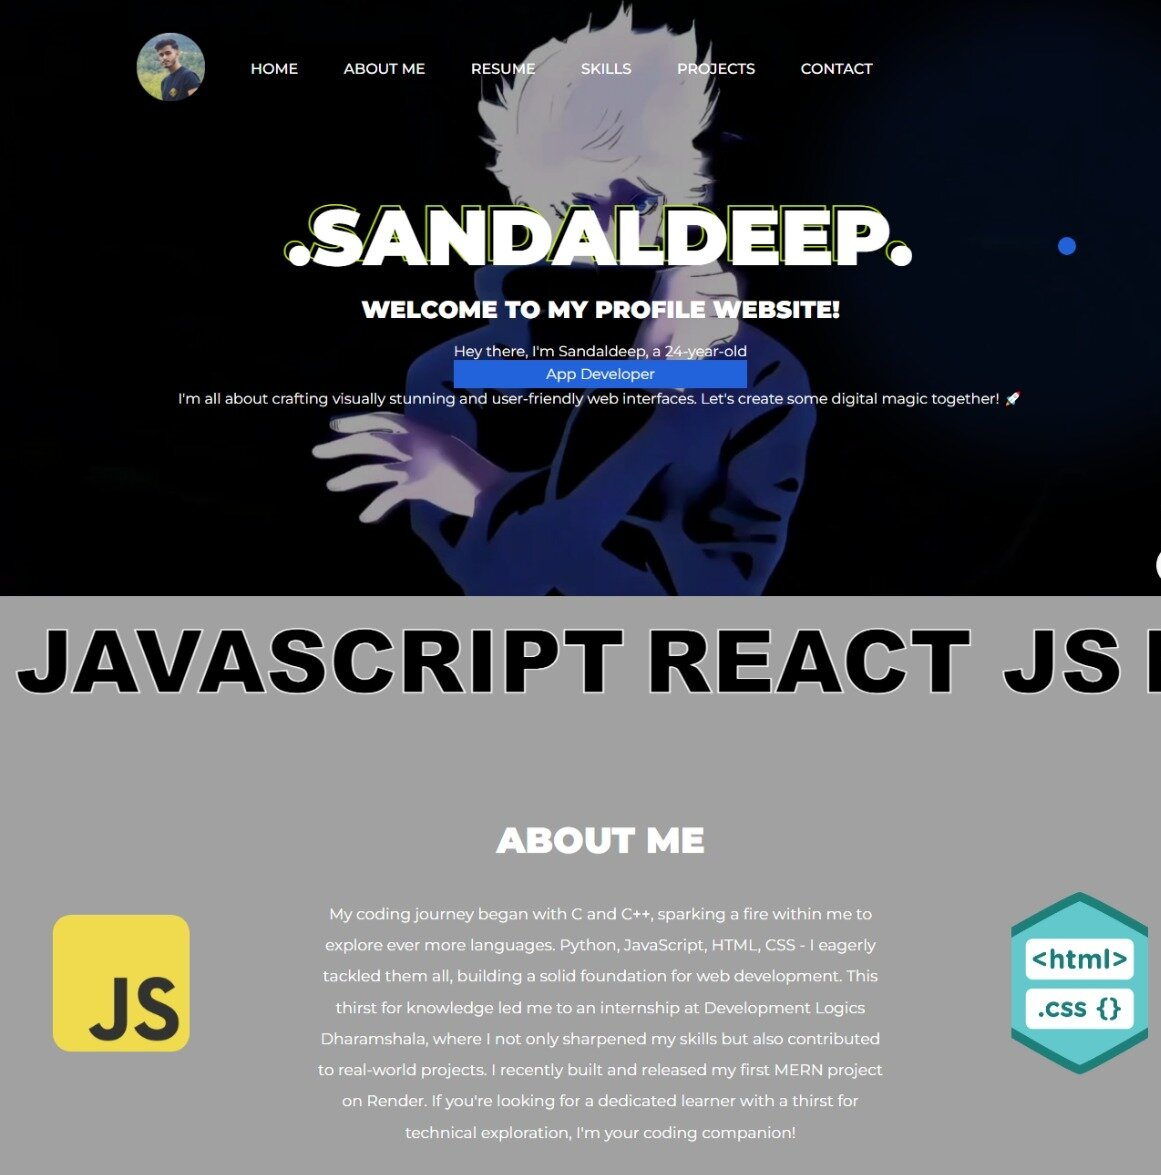 HOME ABOUT ME RESUME SKILLS PROJECTS CONTACT
.SANDALDEEP.
WELCOME TO MY PROFILE WEBSITE!
Hey there, I'm Sandaldeep, a 24-year-old
App Developer
I'm all about crafting visually stunning and user-friendly web interfaces. Let's create some digital magic together! 🚀
JAVASCRIPT REACT JS
ABOUT ME
My coding journey began with C and C++, sparking a fire within me to
explore ever more languages. Python, JavaScript, HTML, CSS - I eagerly
tackled them all, building a solid foundation for web development. This
thirst for knowledge led me to an internship at Development Logics
Dharamshala, where I not only sharpened my skills but also contributed
to real-world projects. I recently built and released my first MERN project
on Render. If you're looking for a dedicated learner with a thirst for
technical exploration, I'm your coding companion!
JS
<html>
.css {}